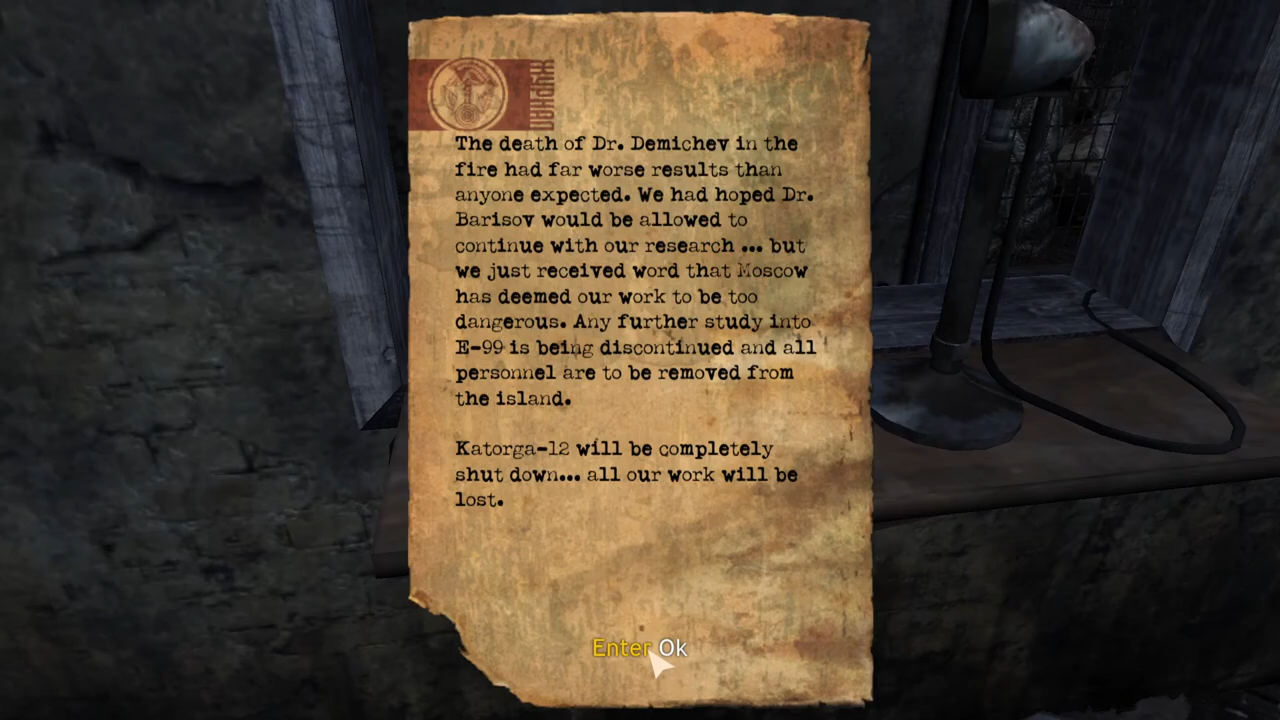 The death of Dr. Demichev in the
fire had far worse results than
anyone expected. We had hoped Dr.
Barisov would be allowed to
continue with our research ... but
we just received word that Moscow
has deemed our work to be too
dangerous. Any further study into
E-99 is being discontinued and all
personnel are to be removed from
the island.
Katorga-12 will be completely
shut down... all our work will be
lost.
Enter Ok